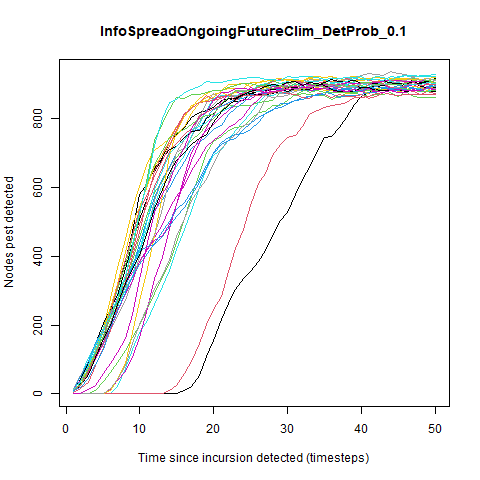 InfoSpreadOngoingFutureClim_DetProb_0.1
Nodes pest detected
800
600
400
200
0
0 10 20 30 40 50
Time since incursion detected (timesteps)